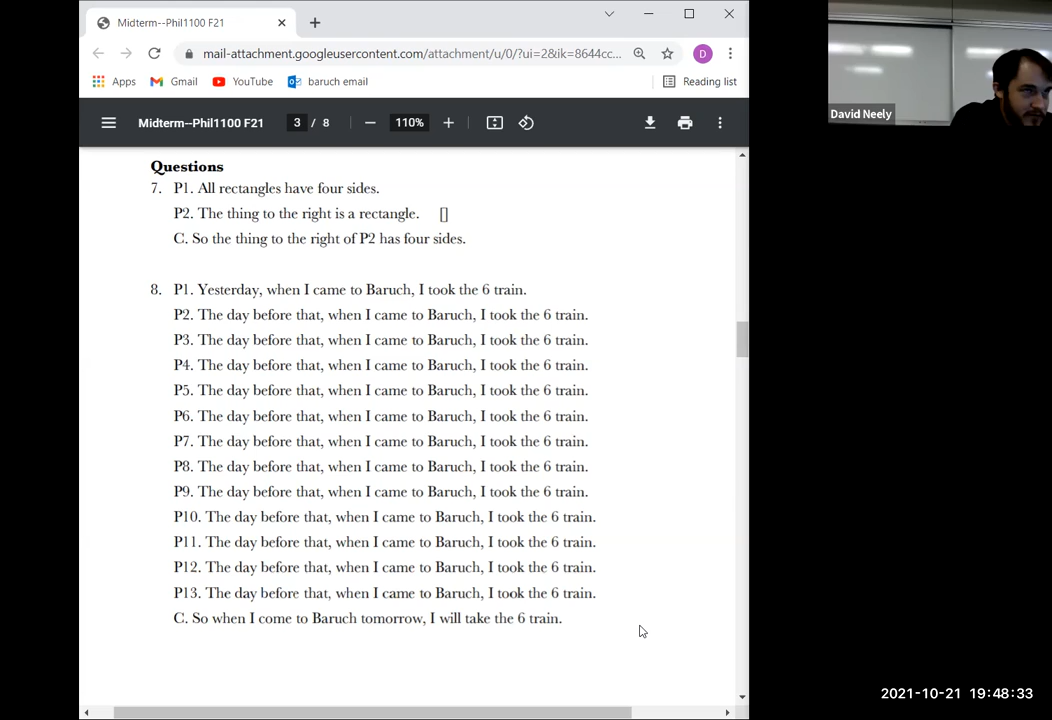 Midterm--Phil1100 F21
mail-attachment.googleusercontent.com/attachment/u/0/?ui=2&ik=8644cc...
D
Apps Gmail YouTube baruch email Reading list
Midterm--Phil1100 F21 3 / 8 110%
David Neely
Questions
7. P1. All rectangles have four sides.
P2. The thing to the right is a rectangle. []
C. So the thing to the right of P2 has four sides.
8. P1. Yesterday, when I came to Baruch, I took the 6 train.
P2. The day before that, when I came to Baruch, I took the 6 train.
P3. The day before that, when I came to Baruch, I took the 6 train.
P4. The day before that, when I came to Baruch, I took the 6 train.
P5. The day before that, when I came to Baruch, I took the 6 train.
P6. The day before that, when I came to Baruch, I took the 6 train.
P7. The day before that, when I came to Baruch, I took the 6 train.
P8. The day before that, when I came to Baruch, I took the 6 train.
P9. The day before that, when I came to Baruch, I took the 6 train.
P10. The day before that, when I came to Baruch, I took the 6 train.
P11. The day before that, when I came to Baruch, I took the 6 train.
P12. The day before that, when I came to Baruch, I took the 6 train.
P13. The day before that, when I came to Baruch, I took the 6 train.
C. So when I come to Baruch tomorrow, I will take the 6 train.
2021-10-21 19:48:33